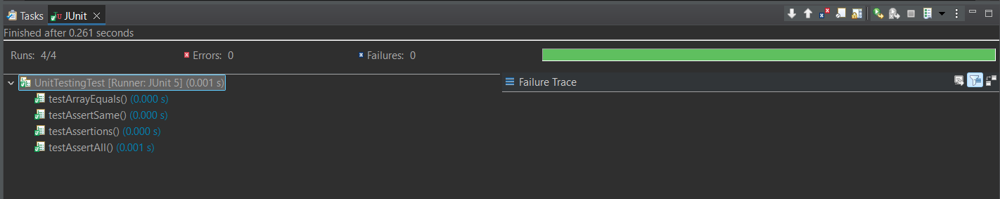 Tasks JUnit
Finished after 0.261 seconds
Runs: 4/4 Errors: 0 Failures: 0
UnitTestingTest [Runner: JUnit 5] (0.001 s)
Failure Trace
testArrayEquals() (0.000 s)
testAssertSame() (0.000 s)
testAssertions() (0.000 s)
testAssertAll() (0.001 s)